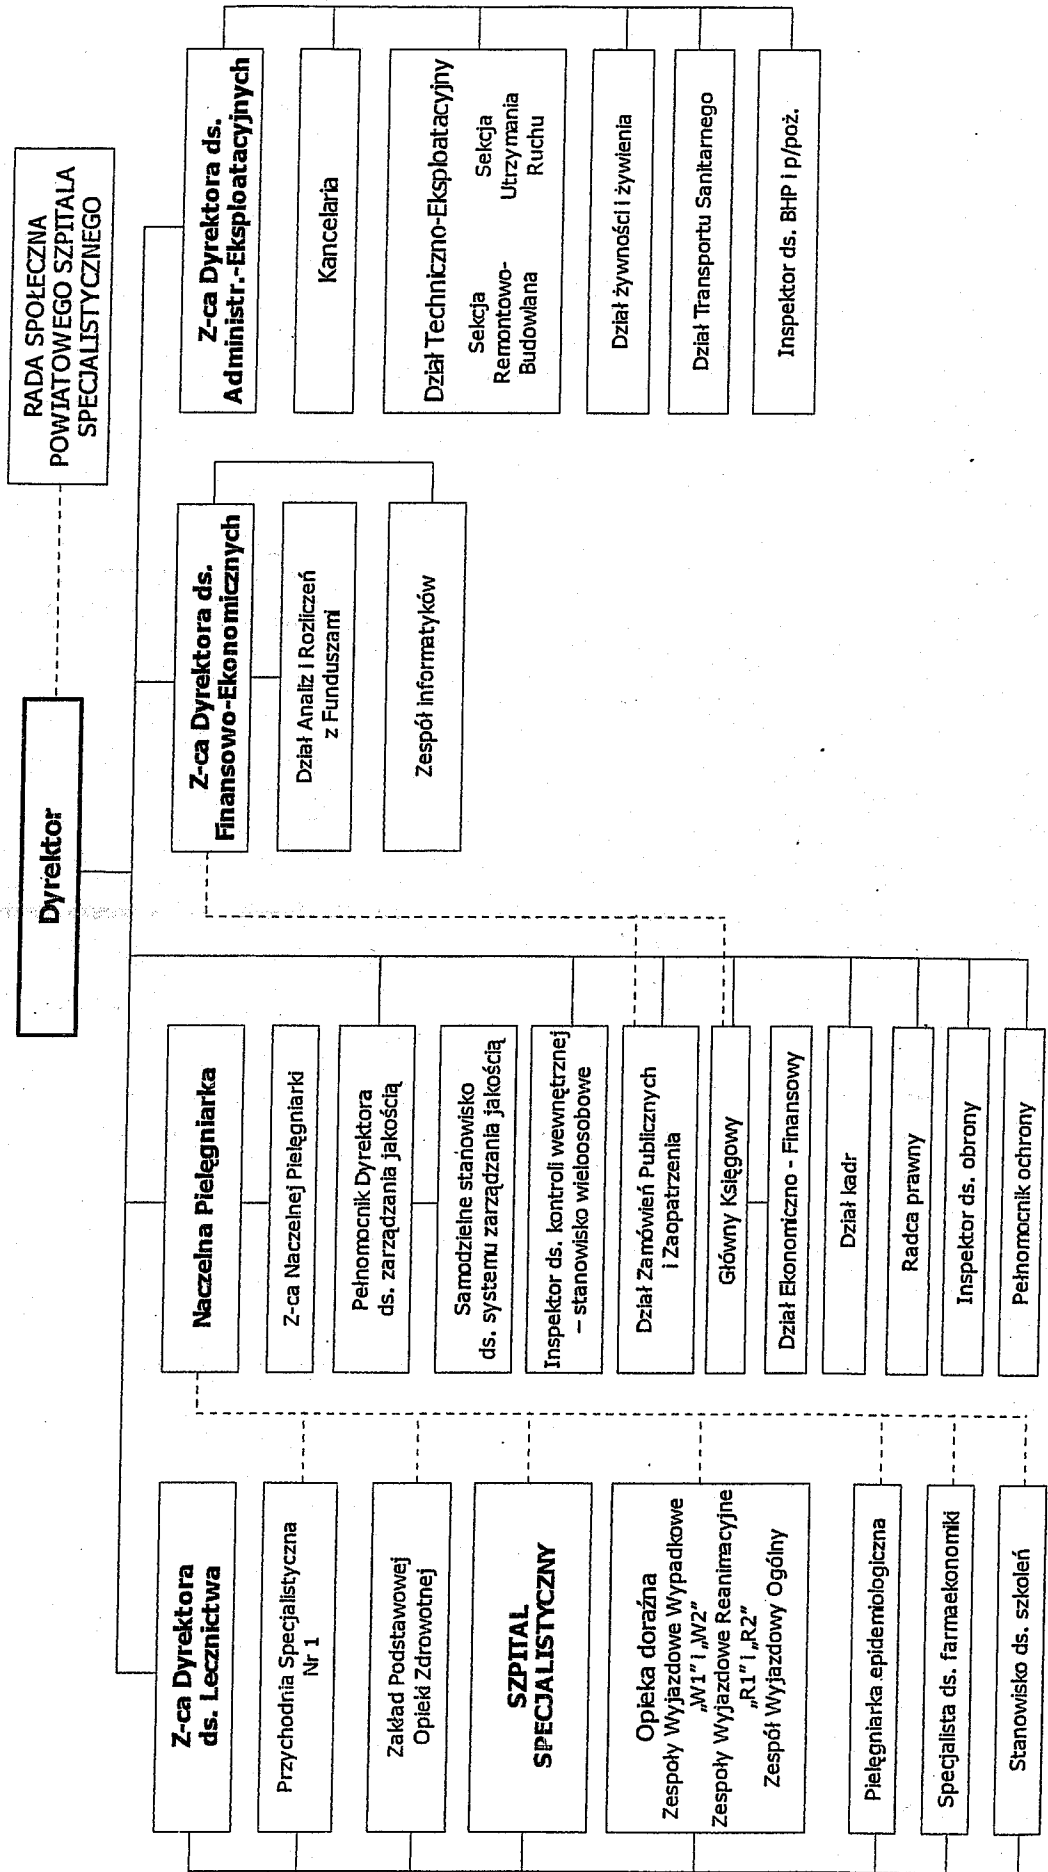 RADA SPOŁECZNA
POWIATOWEGO SZPITALA
SPECJALISTYCZNEGO
Dyrektor
Z-ca Dyrektora
ds. Lecznictwa
Przychodnia Specjalistyczna
Nr 1
Zakład Podstawowej
Opieki Zdrowotnej
SZPITAL
SPECJALISTYCZNY
Opieka doraźna
Zespoły Wyjazdowe Wypadkowe
„W1” i „W2”
Zespoły Wyjazdowe Reanimacyjne
„R1” i „R2”
Zespół Wyjazdowy Ogólny
Pielęgniarka epidemiologiczna
Specjalista ds. farmaekonomiki
Stanowisko ds. szkoleń
Naczelna Pielęgniarka
Z-ca Naczelnej Pielęgniarki
Pełnomocnik Dyrektora
ds. zarządzania jakością
Samodzielne stanowisko
ds. systemu zarządzania jakością
Inspektor ds. kontroli wewnętrznej
– stanowisko wieloosobowe
Dział Zamówień Publicznych
i Zaopatrzenia
Główny Księgowy
Dział Ekonomiczno - Finansowy
Dział kadr
Radca prawny
Inspektor ds. obrony
Pełnomocnik ochrony
Z-ca Dyrektora ds.
Finansowo-Ekonomicznych
Dział Analiz i Rozliczeń
z Funduszami
Zespół informatyków
Z-ca Dyrektora ds.
Administr.-Eksploatacyjnych
Kancelaria
Dział Techniczno-Eksploatacyjny
Sekcja
Remontowo-
Budowlana
Sekcja
Utrzymania
Ruchu
Dział żywności i żywienia
Dział Transportu Sanitarnego
Inspektor ds. BHP i p/poż.